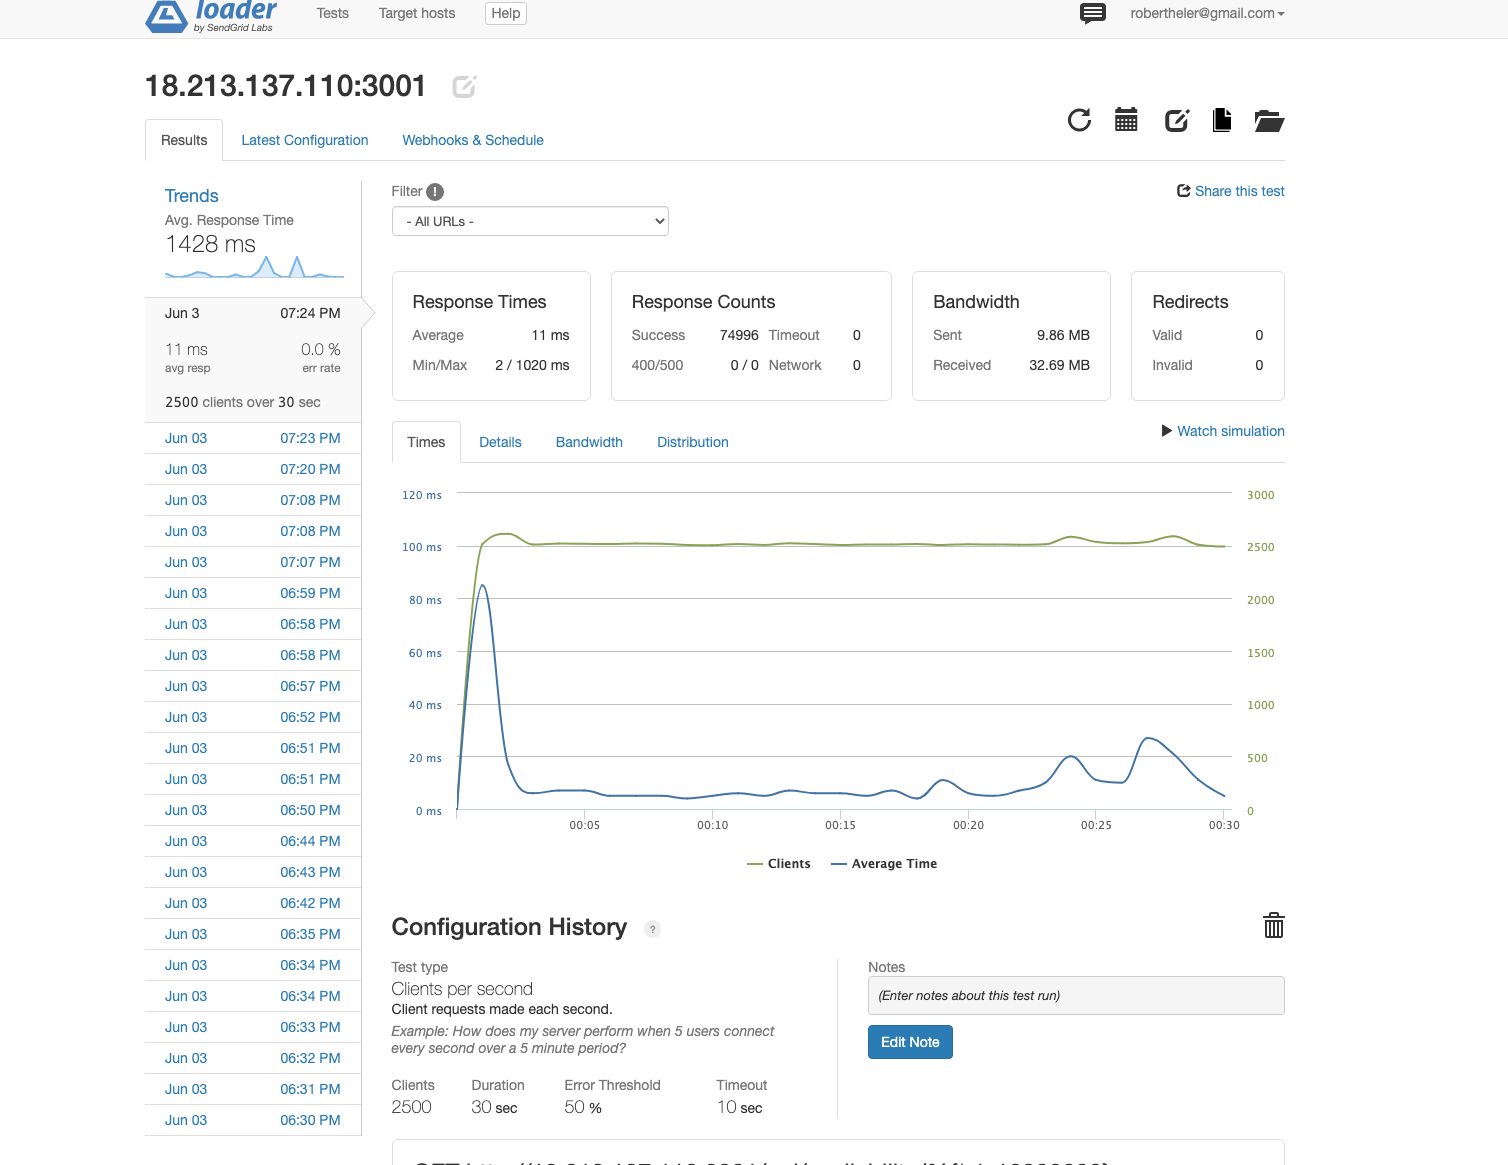 loader
by SendGrid Labs
Tests Target hosts Help
robertheler@gmail.com
18.213.137.110:3001
Results Latest Configuration Webhooks & Schedule
Trends
Avg. Response Time
1428 ms
Jun 3 07:24 PM
11 ms 0.0 %
avg resp err rate
2500 clients over 30 sec
Jun 03 07:23 PM
Jun 03 07:20 PM
Jun 03 07:08 PM
Jun 03 07:08 PM
Jun 03 07:07 PM
Jun 03 06:59 PM
Jun 03 06:58 PM
Jun 03 06:58 PM
Jun 03 06:57 PM
Jun 03 06:52 PM
Jun 03 06:51 PM
Jun 03 06:51 PM
Jun 03 06:50 PM
Jun 03 06:44 PM
Jun 03 06:43 PM
Jun 03 06:42 PM
Jun 03 06:35 PM
Jun 03 06:34 PM
Jun 03 06:34 PM
Jun 03 06:33 PM
Jun 03 06:32 PM
Jun 03 06:31 PM
Jun 03 06:30 PM
Filter !
Share this test
- All URLs -
Response Times
Average 11 ms
Min/Max 2 / 1020 ms
Response Counts
Success 74996 Timeout 0
400/500 0 / 0 Network 0
Bandwidth
Sent 9.86 MB
Received 32.69 MB
Redirects
Valid 0
Invalid 0
Times Details Bandwidth Distribution
Watch simulation
120 ms 3000
100 ms 2500
80 ms 2000
60 ms 1500
40 ms 1000
20 ms 500
0 ms 0
00:05 00:10 00:15 00:20 00:25 00:30
Clients Average Time
Configuration History ?
Test type
Clients per second
Client requests made each second.
Example: How does my server perform when 5 users connect
every second over a 5 minute period?
Clients Duration Error Threshold Timeout
2500 30 sec 50 % 10 sec
Notes
(Enter notes about this test run)
Edit Note